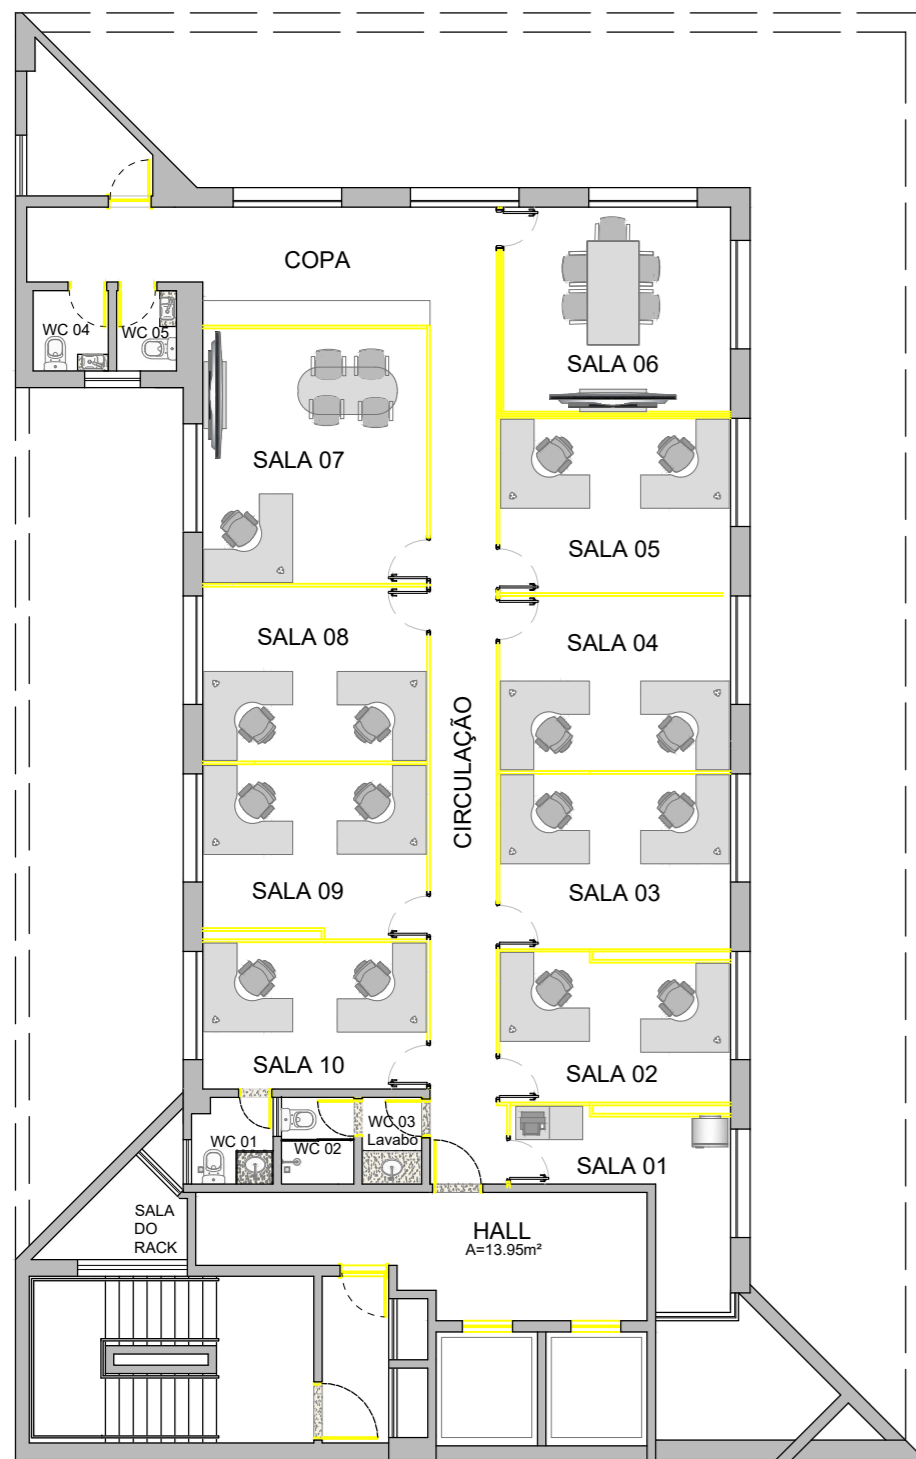 COPA
SALA 06
WC 04
WC 05
SALA 07
SALA 05
SALA 08
SALA 04
CIRCULAÇÃO
SALA 09
SALA 03
SALA 10
SALA 02
WC 01
WC 02
WC 03
Lavabo
SALA 01
SALA
DO
RACK
HALL
A=13.95m²